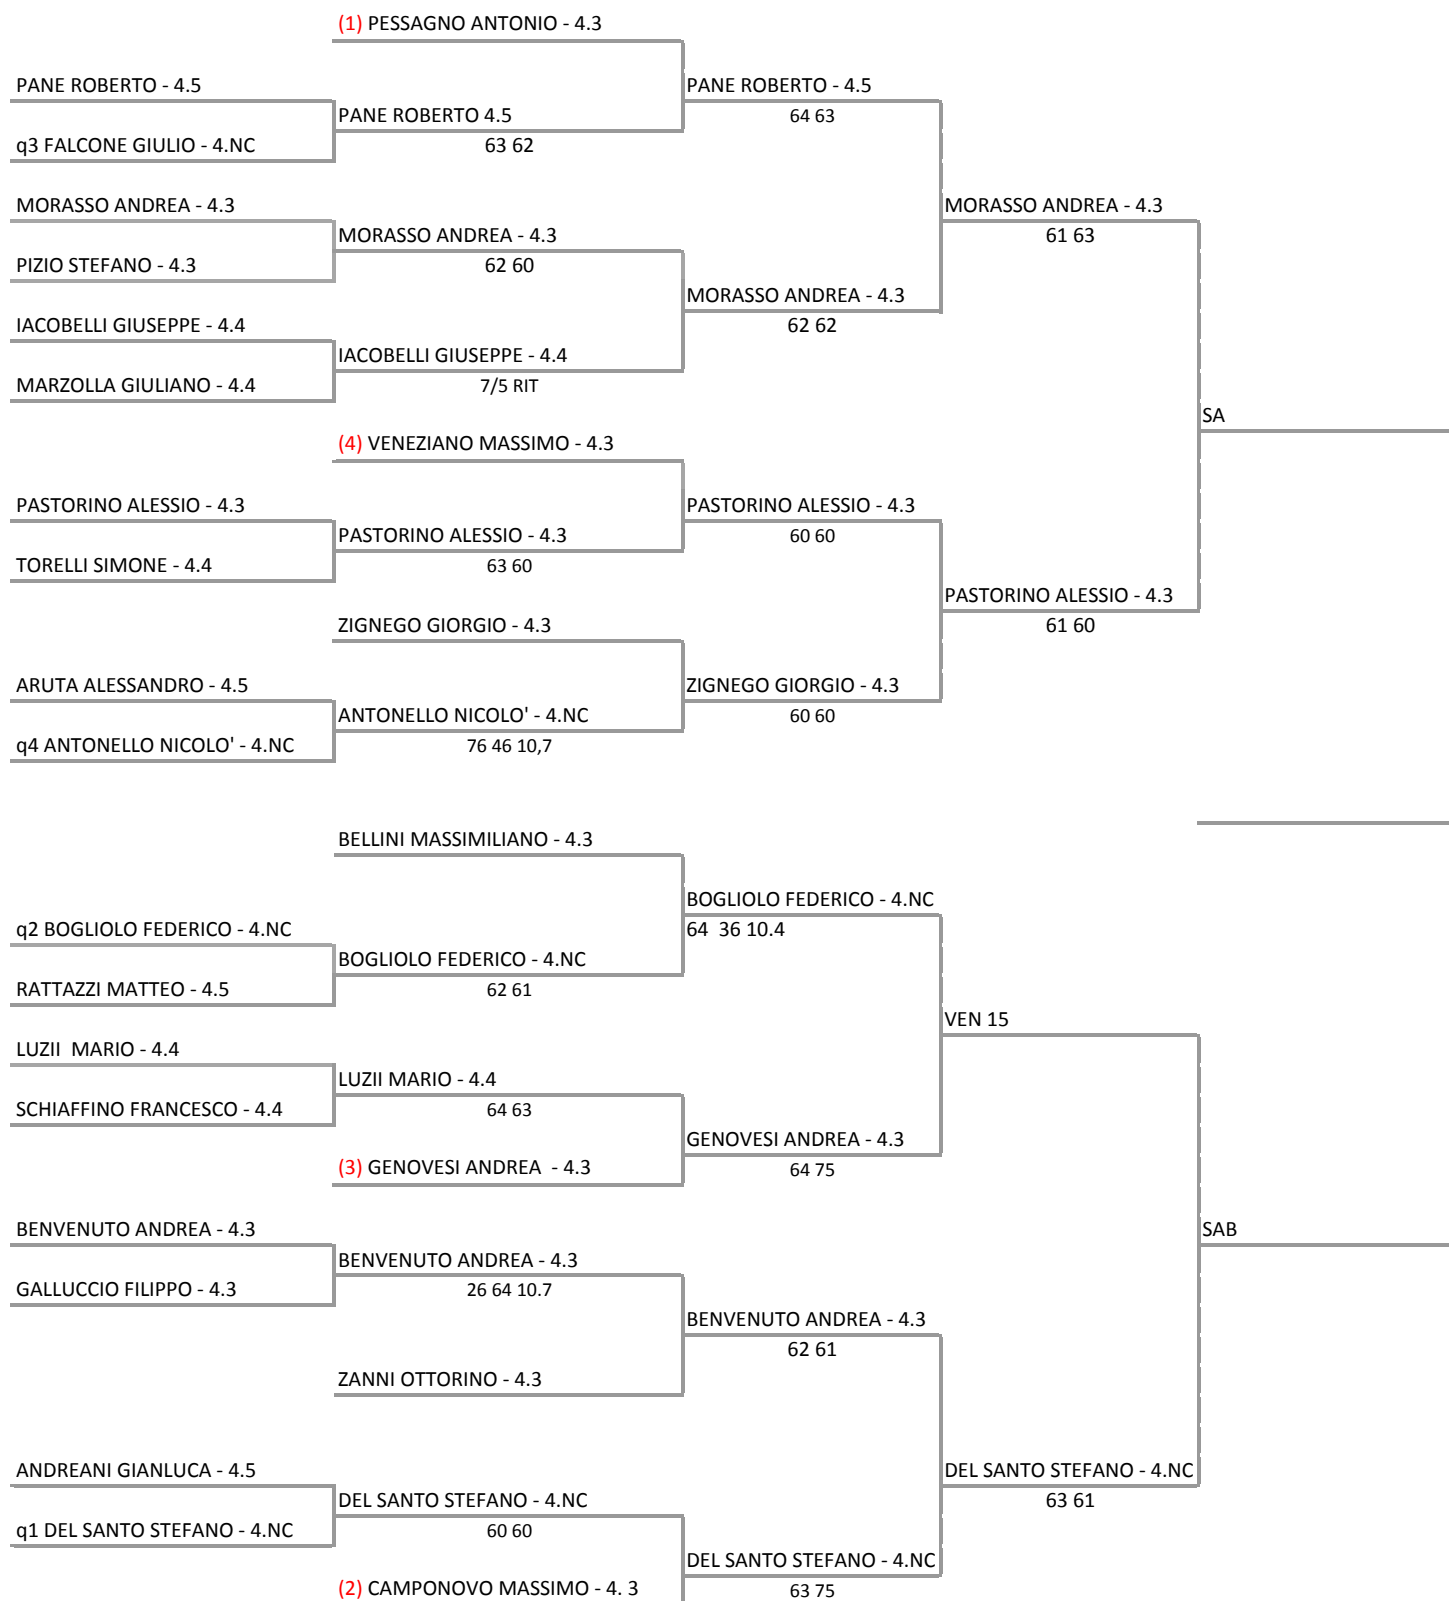 (1) PESSAGNO ANTONIO - 4.3
PANE ROBERTO - 4.5
PANE ROBERTO - 4.5
PANE ROBERTO 4.5
64 63
q3 FALCONE GIULIO - 4.NC
63 62
MORASSO ANDREA - 4.3
MORASSO ANDREA - 4.3
MORASSO ANDREA - 4.3
61 63
PIZIO STEFANO - 4.3
62 60
MORASSO ANDREA - 4.3
IACOBELLI GIUSEPPE - 4.4
62 62
IACOBELLI GIUSEPPE - 4.4
MARZOLLA GIULIANO - 4.4
7/5 RIT
SA
(4) VENEZIANO MASSIMO - 4.3
PASTORINO ALESSIO - 4.3
PASTORINO ALESSIO - 4.3
PASTORINO ALESSIO - 4.3
60 60
TORELLI SIMONE - 4.4
63 60
PASTORINO ALESSIO - 4.3
ZIGNEGO GIORGIO - 4.3
61 60
ARUTA ALESSANDRO - 4.5
ZIGNEGO GIORGIO - 4.3
ANTONELLO NICOLO' - 4.NC
60 60
q4 ANTONELLO NICOLO' - 4.NC
76 46 10,7
BELLINI MASSIMILIANO - 4.3
BOGLIOLO FEDERICO - 4.NC
q2 BOGLIOLO FEDERICO - 4.NC
64  36 10.4
BOGLIOLO FEDERICO - 4.NC
RATTAZZI MATTEO - 4.5
62 61
VEN 15
LUZII  MARIO - 4.4
LUZII MARIO - 4.4
SCHIAFFINO FRANCESCO - 4.4
64 63
GENOVESI ANDREA - 4.3
(3) GENOVESI ANDREA  - 4.3
64 75
BENVENUTO ANDREA - 4.3
SAB
BENVENUTO ANDREA - 4.3
GALLUCCIO FILIPPO - 4.3
26 64 10.7
BENVENUTO ANDREA - 4.3
62 61
ZANNI OTTORINO - 4.3
ANDREANI GIANLUCA - 4.5
DEL SANTO STEFANO - 4.NC
DEL SANTO STEFANO - 4.NC
63 61
q1 DEL SANTO STEFANO - 4.NC
60 60
DEL SANTO STEFANO - 4.NC
(2) CAMPONOVO MASSIMO - 4. 3
63 75